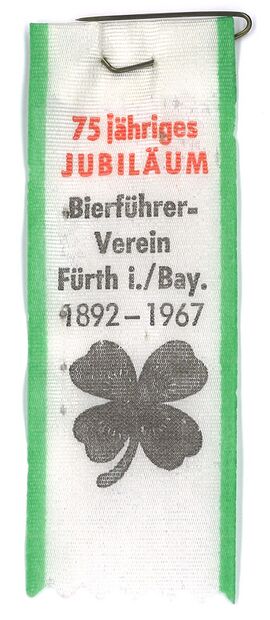 75 jähriges
JUBILÄUM
Bierführer-
Verein
Fürth i./Bay.
1892-1967